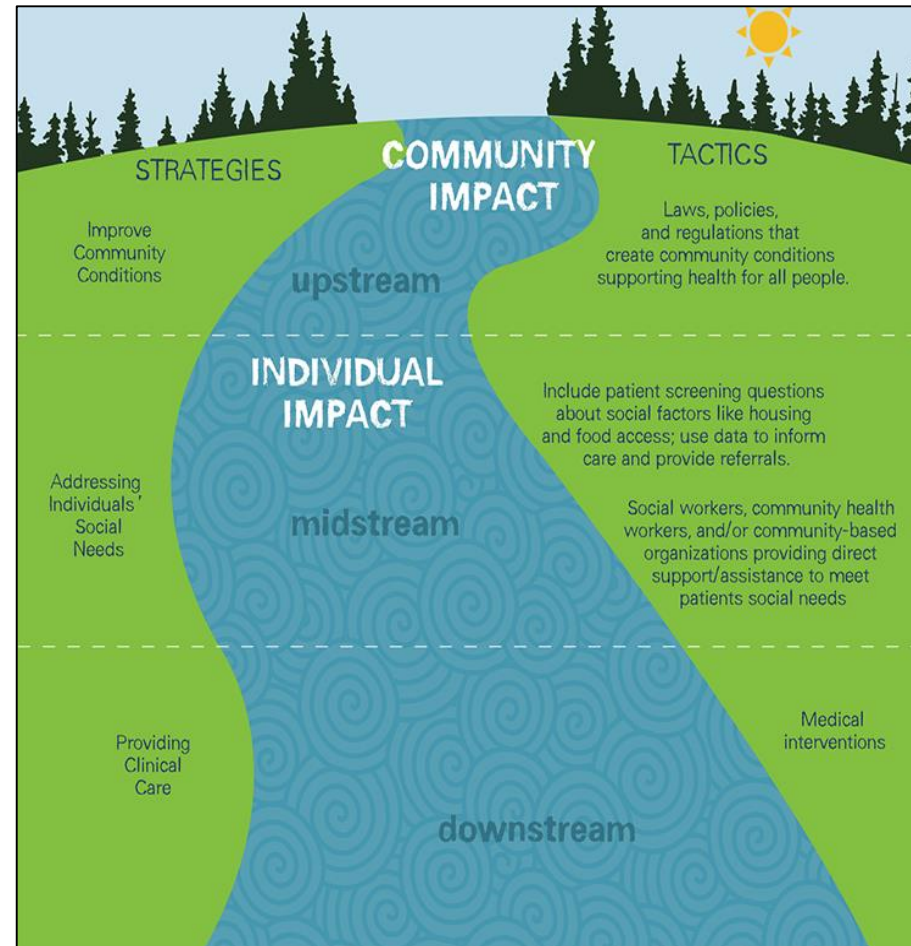 STRATEGIES
COMMUNITY
IMPACT
TACTICS
Improve
Community
Conditions
upstream
Laws, policies,
and regulations that
create community conditions
supporting health for all people.
INDIVIDUAL
IMPACT
Addressing
Individuals'
Social
Needs
midstream
Include patient screening questions
about social factors like housing
and food access; use data to inform
care and provide referrals.
Social workers, community health
workers, and/or community-based
organizations providing direct
support/assistance to meet
patients social needs
Providing
Clinical
Care
downstream
Medical
interventions